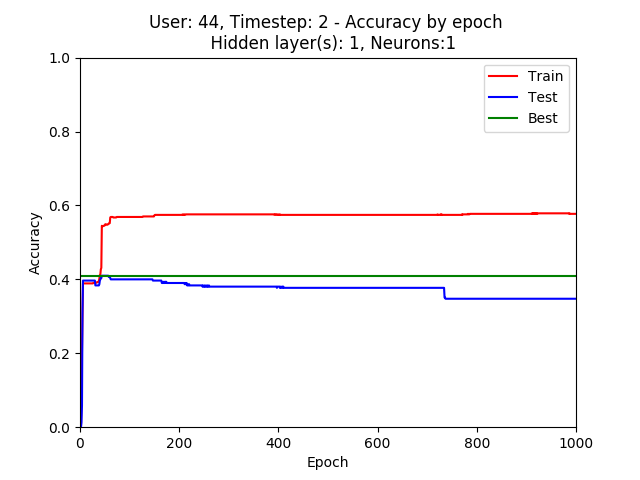 User: 44, Timestep: 2 - Accuracy by epoch
Hidden layer(s): 1, Neurons:1
Train
Test
Best
1.0
0.8
0.6
0.4
0.2
0.0
Accuracy
0
200
400
600
800
1000
Epoch